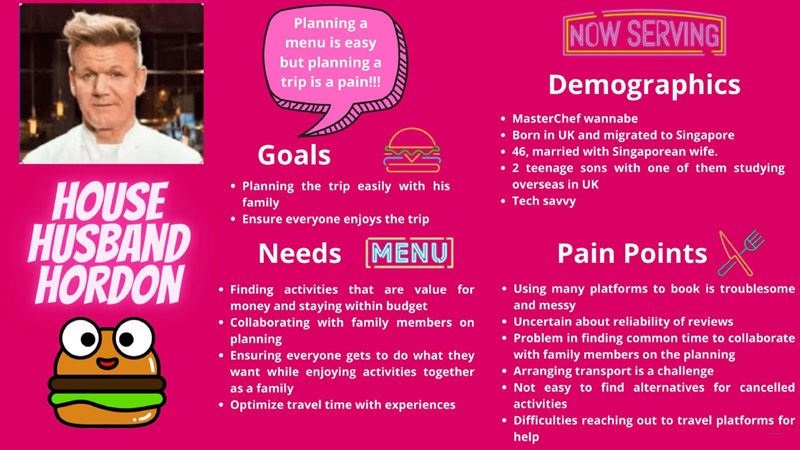 Planning a
menu is easy
but planning a
trip is a pain!!!
NOW SERVING
HOUSE
HUSBAND
HORDON
Goals
• Planning the trip easily with his
family
• Ensure everyone enjoys the trip
Needs
MENU
• Finding activities that are value for
money and staying within budget
• Collaborating with family members on
planning
• Ensuring everyone gets to do what they
want while enjoying activities together
as a family
• Optimize travel time with experiences
Demographics
• MasterChef wannabe
• Born in UK and migrated to Singapore
• 46, married with Singaporean wife.
• 2 teenage sons with one of them studying
overseas in UK
• Tech savvy
Pain Points
• Using many platforms to book is troublesome
and messy
• Uncertain about reliability of reviews
• Problem in finding common time to collaborate
with family members on the planning
• Arranging transport is a challenge
• Not easy to find alternatives for cancelled
activities
• Difficulties reaching out to travel platforms for
help